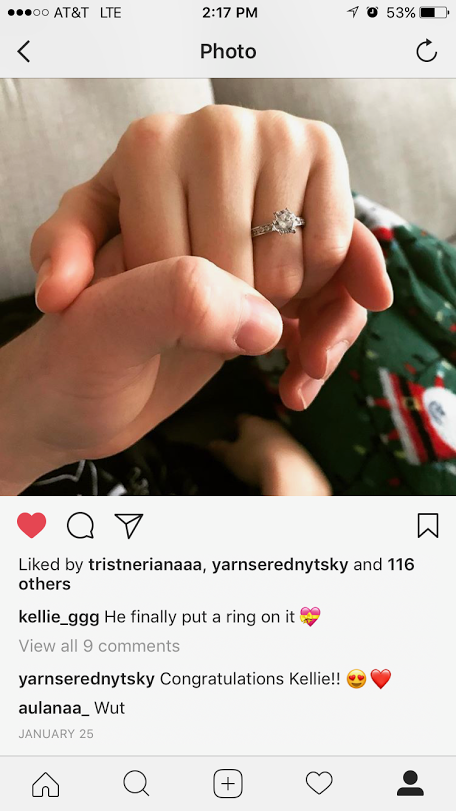 AT&T LTE 2:17 PM 53%
Photo
Liked by tristnerianaaa, yarnserednytsky and 116
others
kellie_ggg He finally put a ring on it 💝
View all 9 comments
yarnserednytsky Congratulations Kellie!! 😍❤️
aulanaa_ Wut
JANUARY 25